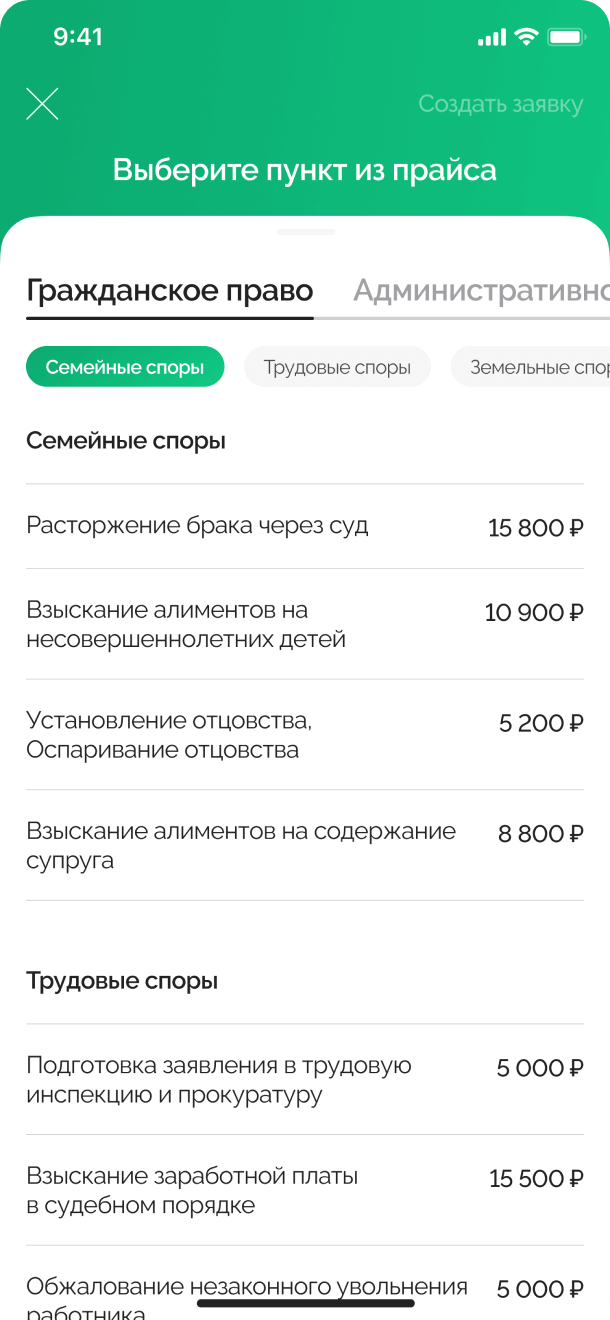 9:41
Создать заявку
Выберите пункт из прайса
Гражданское право
Семейные споры Трудовые споры Земельные
Семейные споры
Расторжение брака через суд 15 800 ₽
Взыскание алиментов на 10 900 ₽
несовершеннолетних детей
Установление отцовства, 5 200 ₽
Оспаривание отцовства
Взыскание алиментов на содержание 8 800 ₽
супруга
Трудовые споры
Подготовка заявления в трудовую 5 000 ₽
инспекцию и прокуратуру
Взыскание заработной платы 15 500 ₽
в судебном порядке
Обжалование незаконного увольнения 5 000 ₽
работника